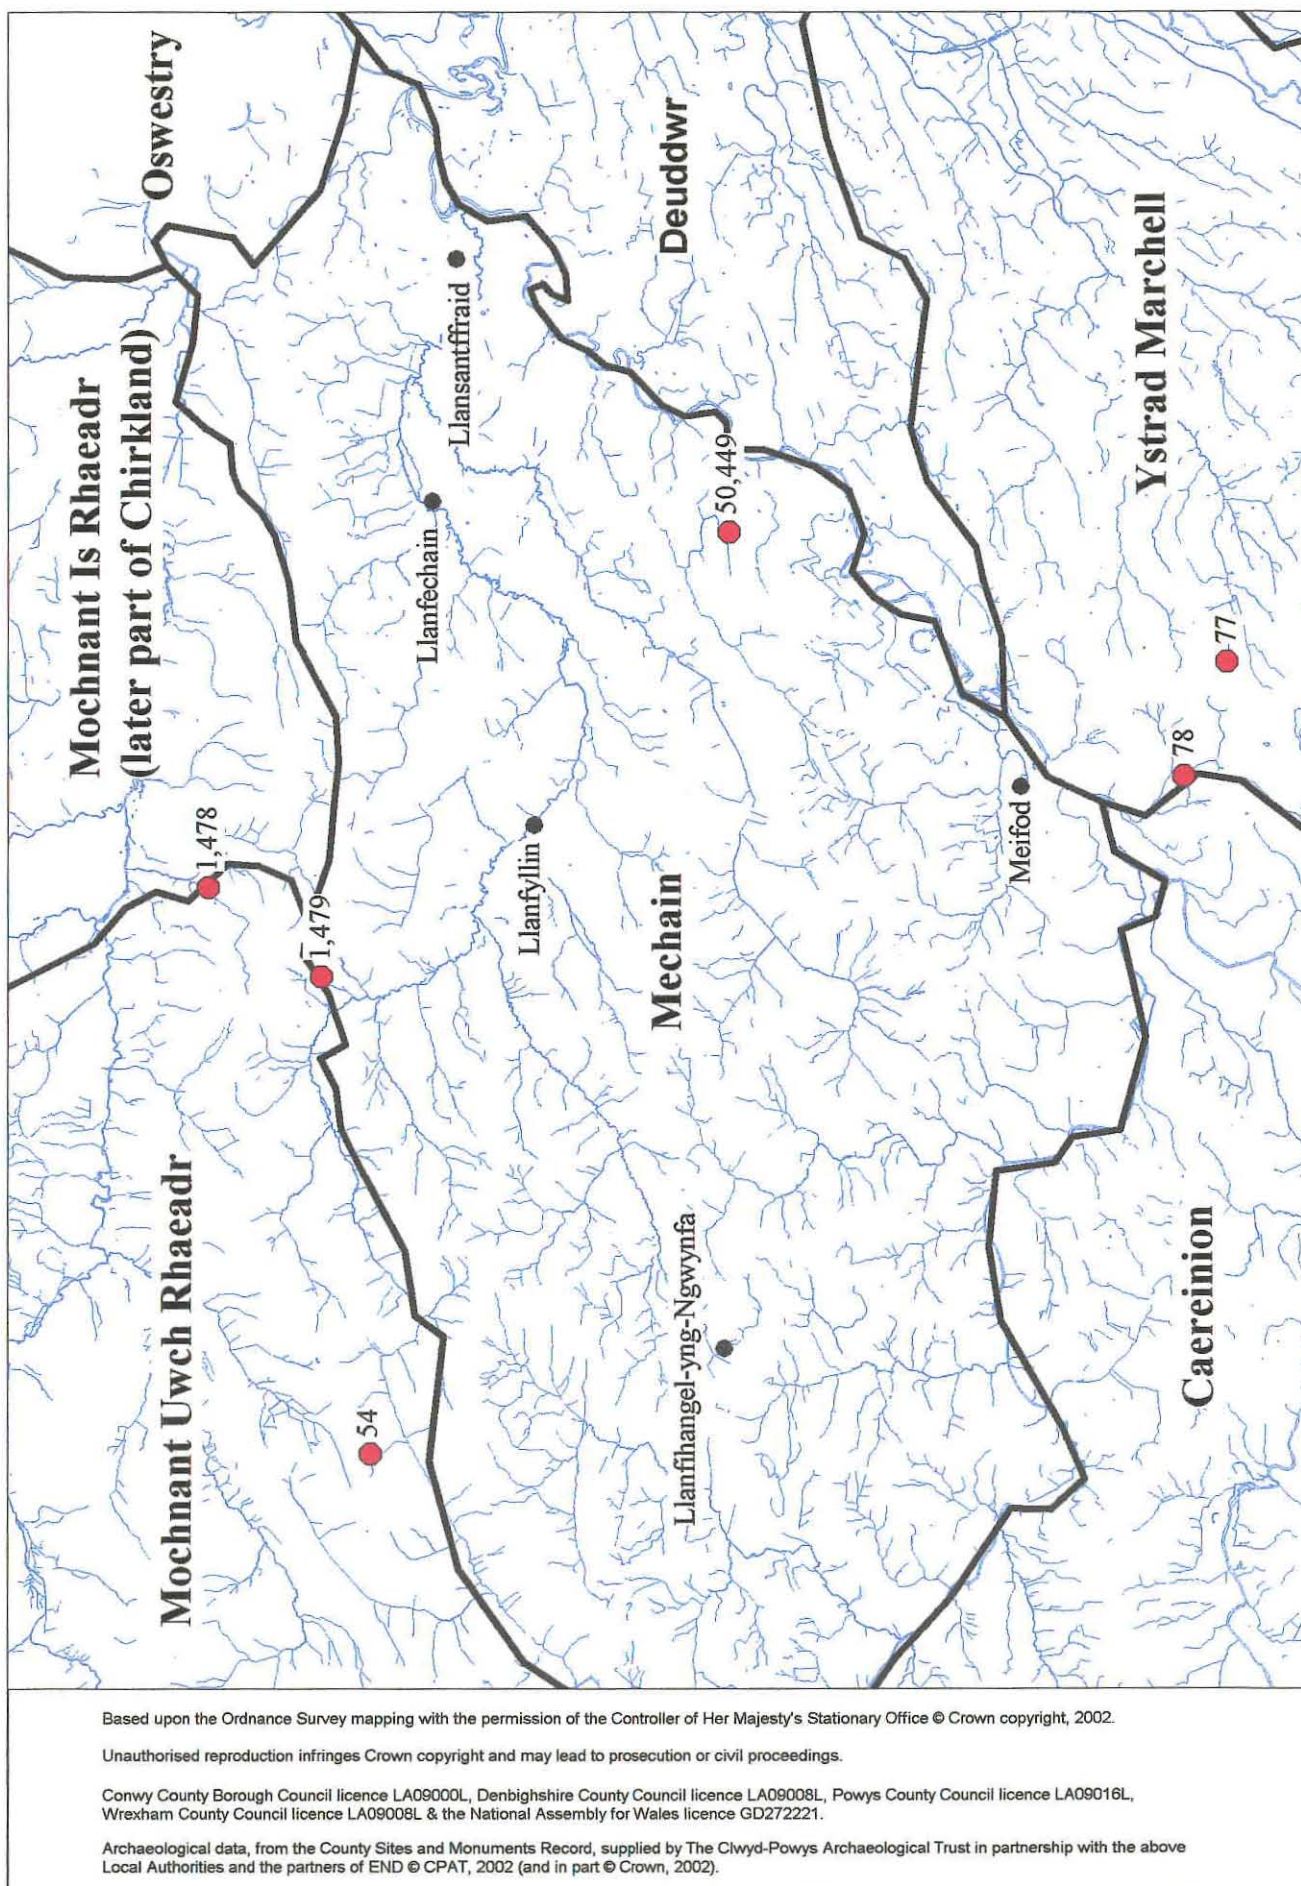 Oswestry
Mochnant Is Rhaeadr
(later part of Chirkland)
1,478
Mochnant Uwch Rhaeadr
1,479
54
Llansantffraid
Llanfechain
Llanfyllin
Deuddwr
50,449
Mechain
Llanfihangel-yng-Ngwynfa
Meifod
Ystrad Marchell
77
78
Caereinion
Based upon the Ordnance Survey mapping with the permission of the Controller of Her Majesty's Stationary Office © Crown copyright, 2002.
Unauthorised reproduction infringes Crown copyright and may lead to prosecution or civil proceedings.
Conwy County Borough Council licence LA09000L, Denbighshire County Council licence LA09008L, Powys County Council licence LA09016L,
Wrexham County Council licence LA09008L & the National Assembly for Wales licence GD272221.
Archaeological data, from the County Sites and Monuments Record, supplied by The Clwyd-Powys Archaeological Trust in partnership with the above
Local Authorities and the partners of END © CPAT, 2002 (and in part © Crown, 2002).